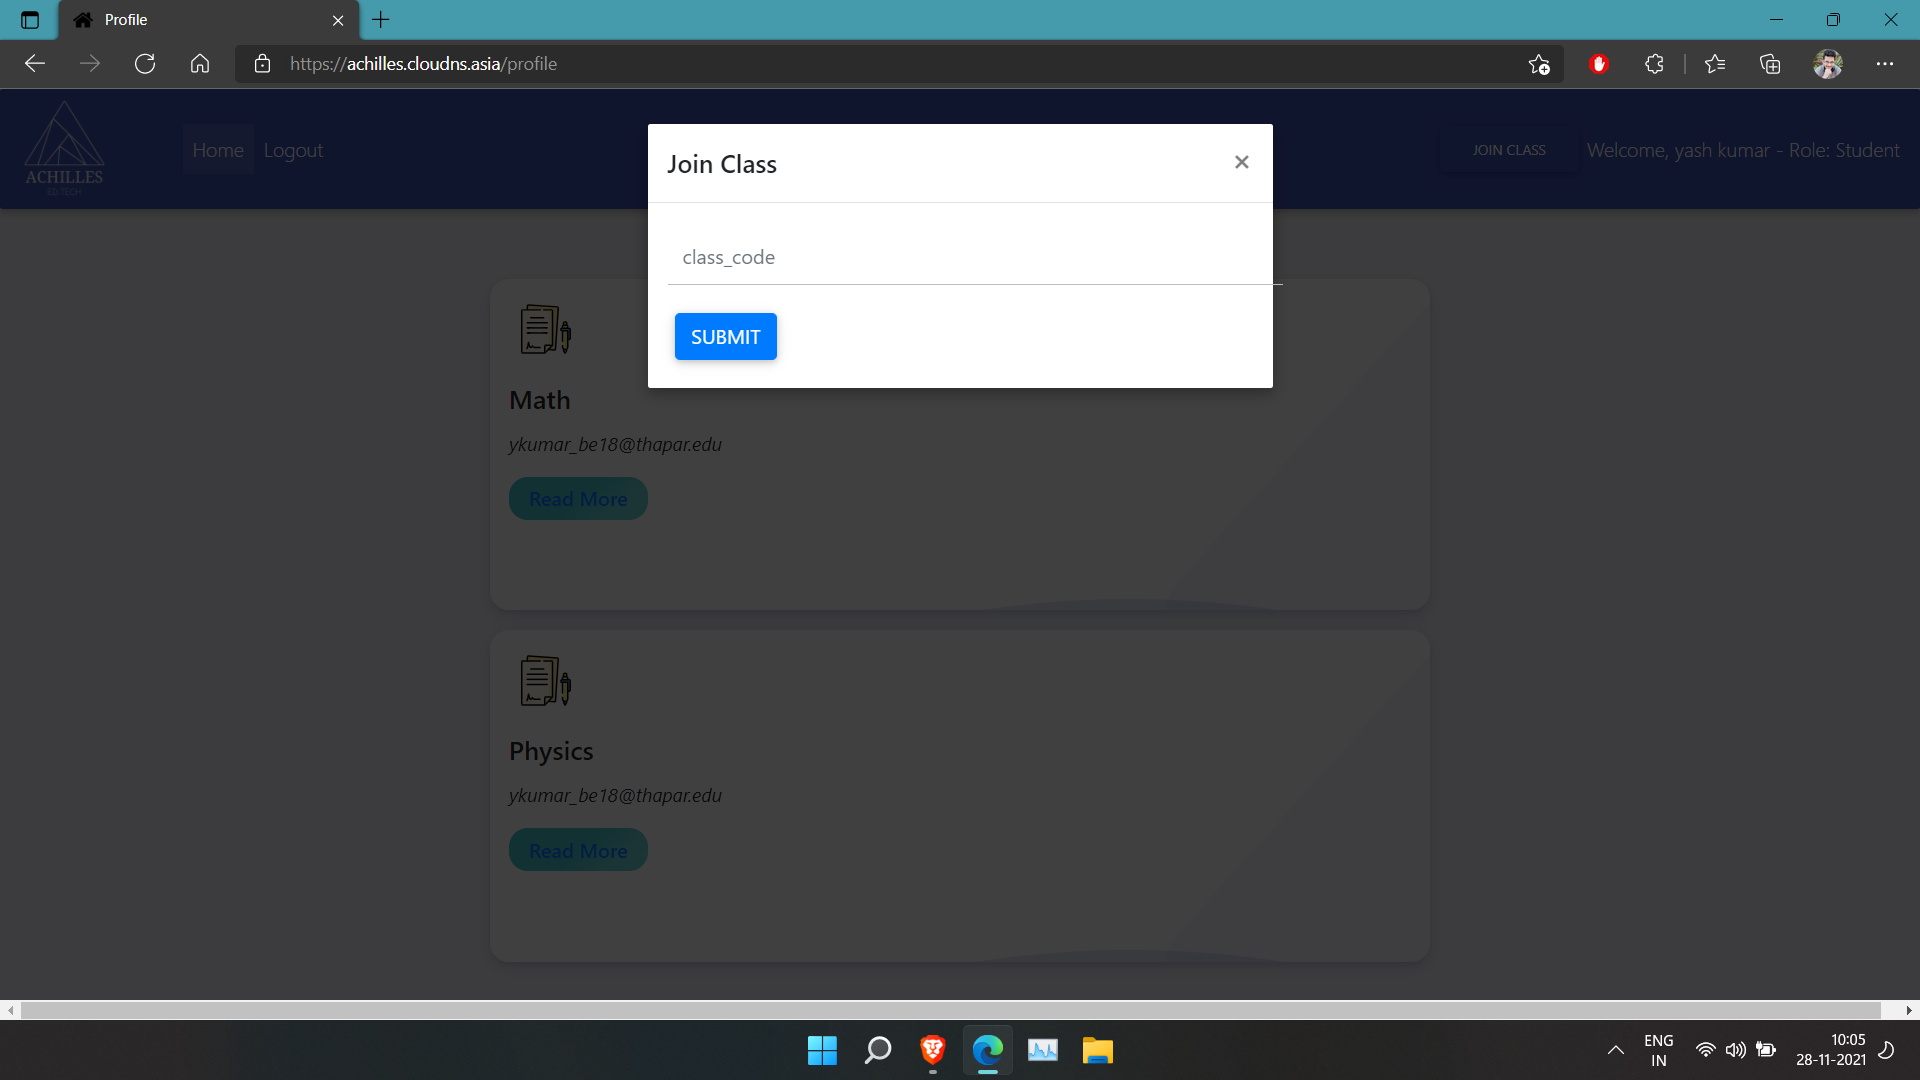 Profile
https://achilles.cloudns.asia/profile
ACHILLES
ED-TECH
Home
Logout
JOIN CLASS
Welcome, yash kumar - Role: Student
Join Class
×
class_code
SUBMIT
Math
ykumar_be18@thapar.edu
Read More
Physics
ykumar_be18@thapar.edu
Read More
ENG
IN
10:05
28-11-2021